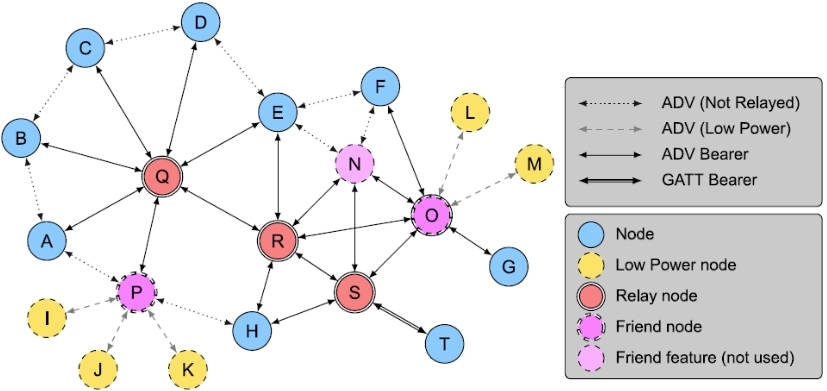 D
C
F
L
E
B
M
N
Q
O
A
R
G
P
S
I
H
T
J
K
ADV (Not Relayed)
ADV (Low Power)
ADV Bearer
GATT Bearer
Node
Low Power node
Relay node
Friend node
Friend feature (not used)